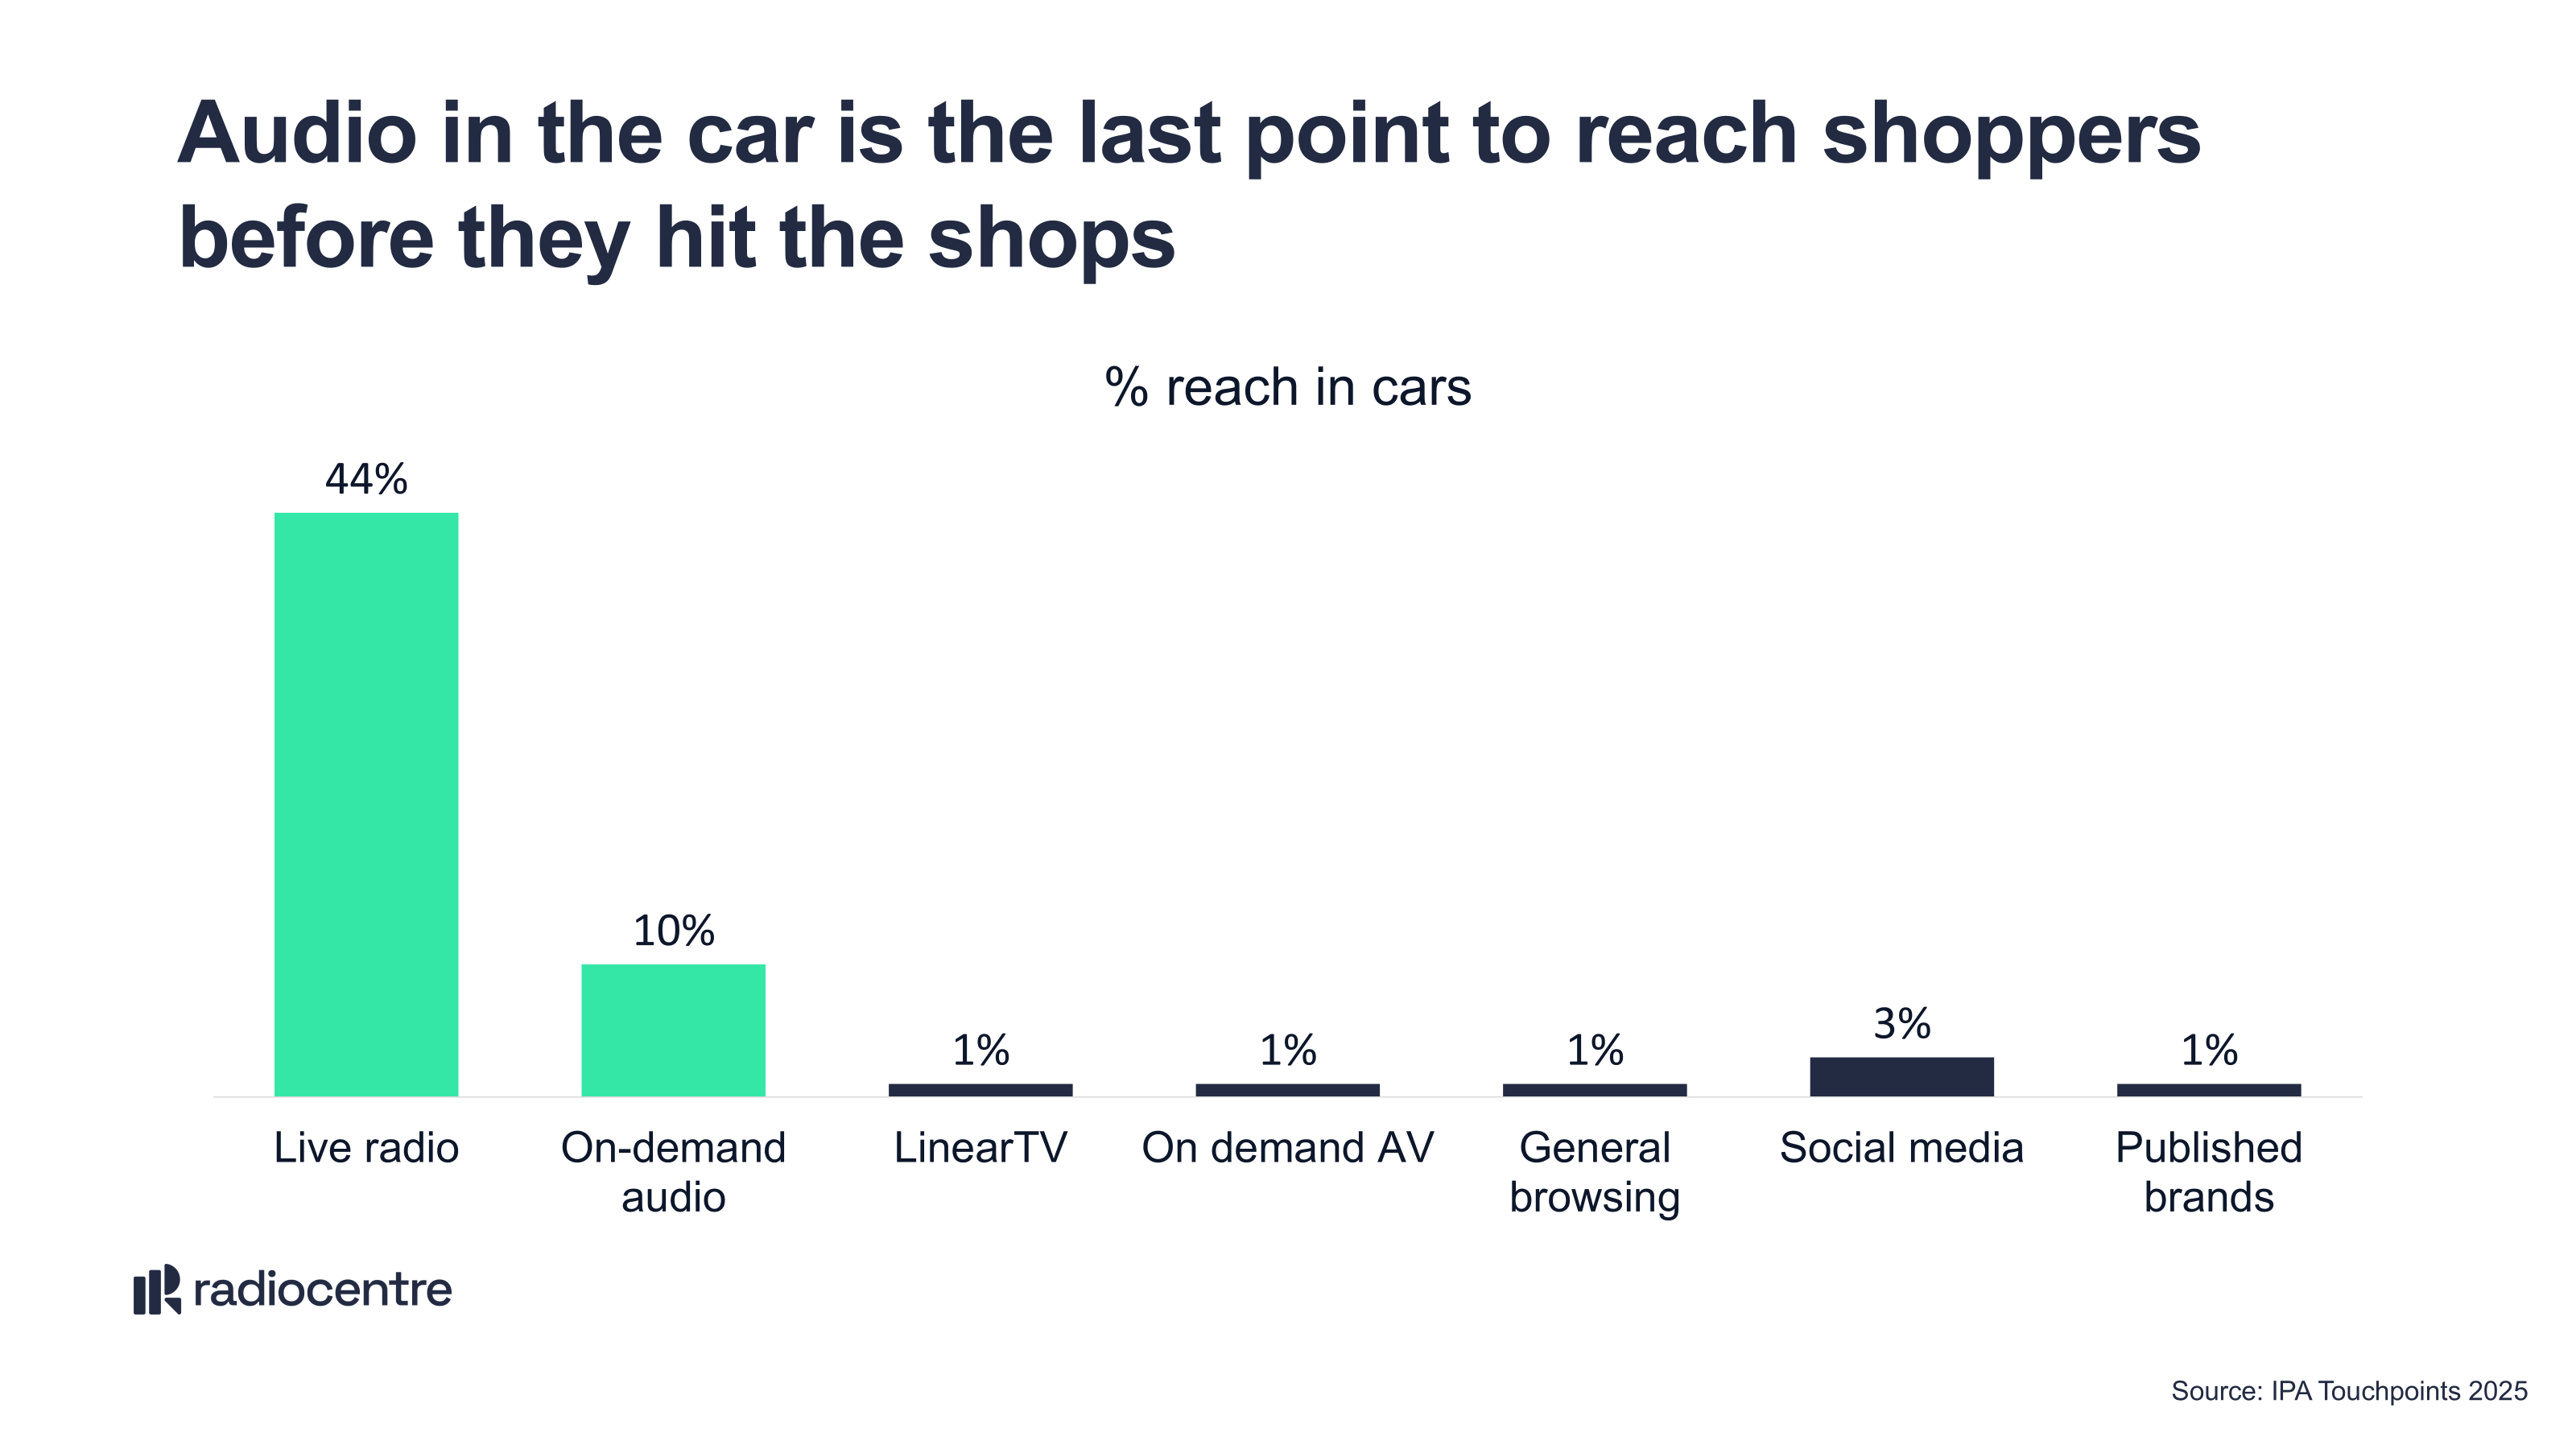 Audio in the car is the last point to reach shoppers
before they hit the shops
% reach in cars
44%
10%
1%
1%
1%
3%
1%
Live radio
On-demand
audio
LinearTV
On demand AV
General
browsing
Social media
Published
brands
radiocentre
Source: IPA Touchpoints 2025